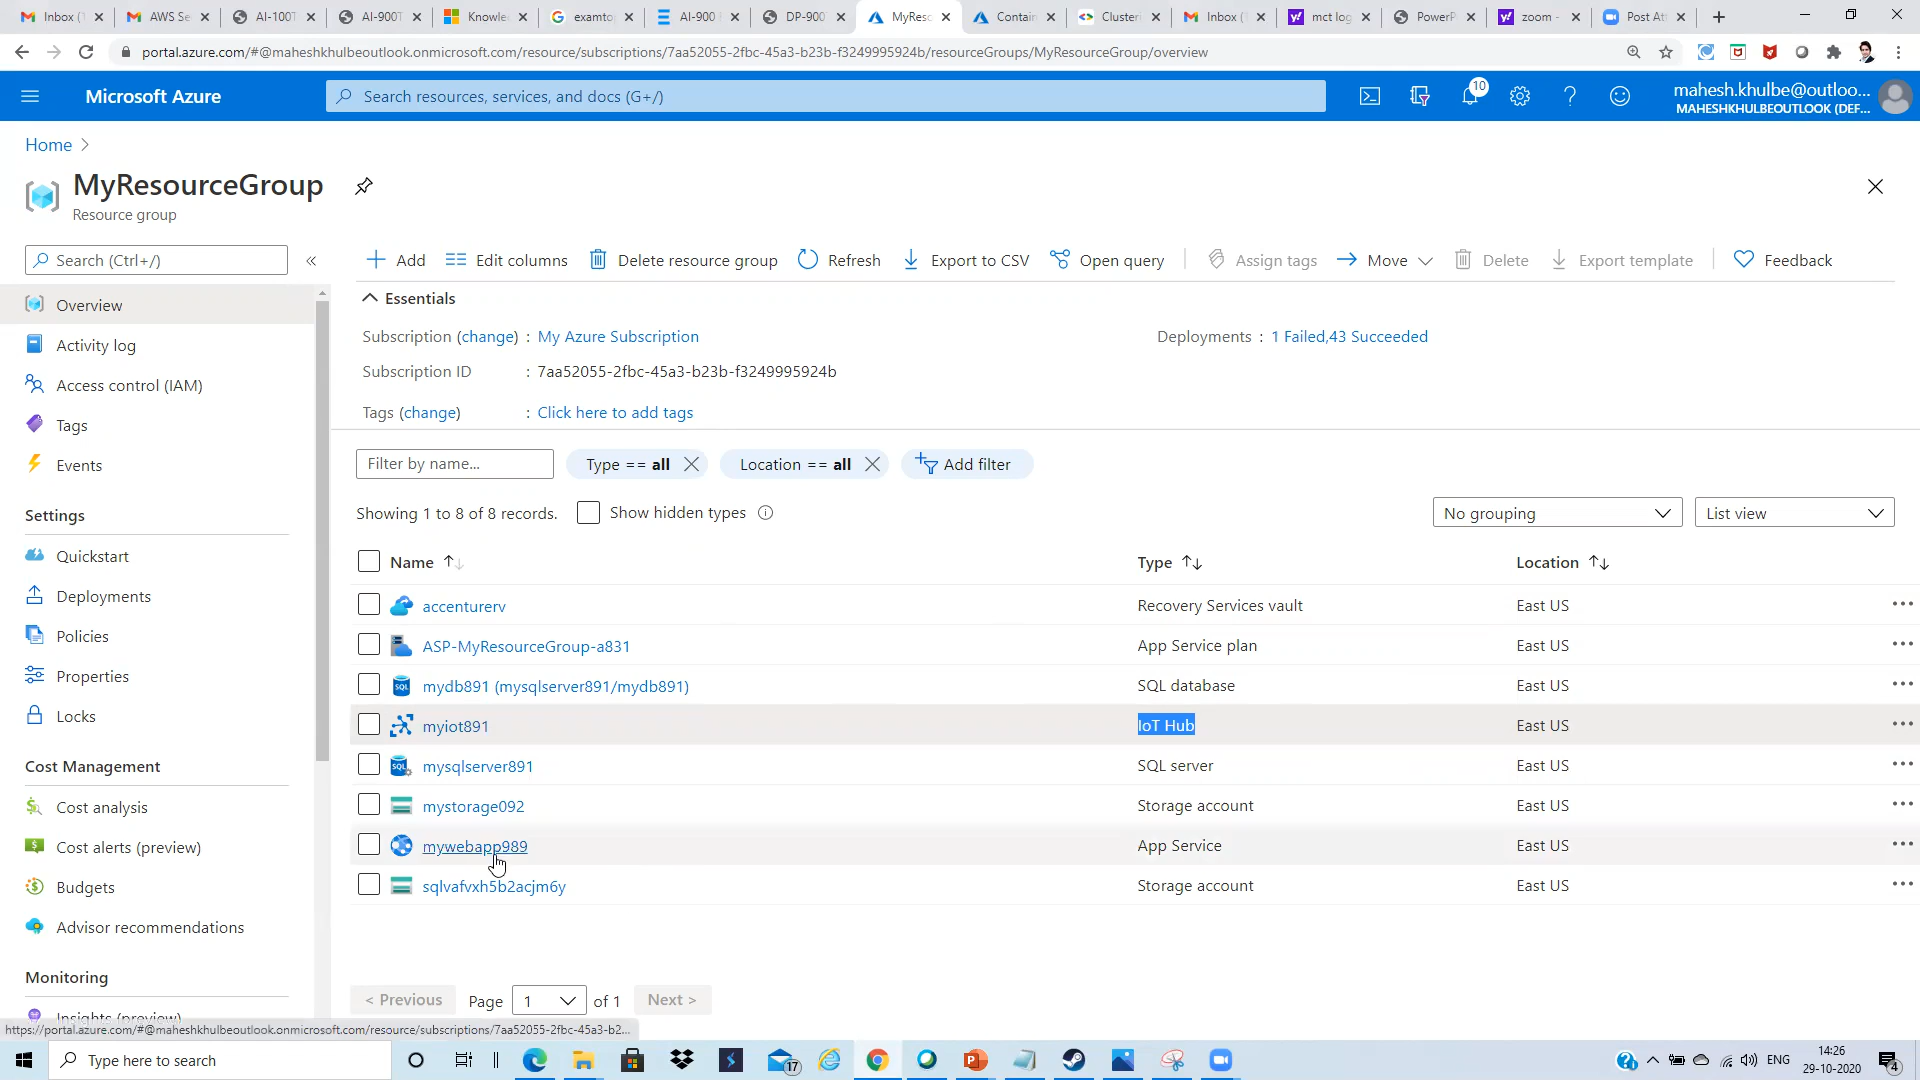 Inbox (1
AWS Se
AI-100T
AI-900T
Knowle
examto
AI-900
DP-900
MyReso
Contain
Cluster
Inbox (1
mct log
PowerP
zoom -
Post At
portal.azure.com/#@maheshkhulbeoutlook.onmicrosoft.com/resource/subscriptions/7aa52055-2fbc-45a3-b23b-f3249995924b/resourceGroups/MyResourceGroup/overview
Microsoft Azure
Search resources, services, and docs (G+/)
10
mahesh.khulbe@outloo...
MAHESHKHULBEOUTLOOK (DEF...
Home
MyResourceGroup
Resource group
Search (Ctrl+/)
Add
Edit columns
Delete resource group
Refresh
Export to CSV
Open query
Assign tags
Move
Delete
Export template
Feedback
Overview
Activity log
Access control (IAM)
Tags
Events
Settings
Quickstart
Deployments
Policies
Properties
Locks
Cost Management
Cost analysis
Cost alerts (preview)
Budgets
Advisor recommendations
Monitoring
Insights (preview)
Essentials
Subscription (change) : My Azure Subscription
Deployments : 1 Failed,43 Succeeded
Subscription ID : 7aa52055-2fbc-45a3-b23b-f3249995924b
Tags (change) : Click here to add tags
Filter by name...
Type == all
Location == all
Add filter
Showing 1 to 8 of 8 records.
Show hidden types
No grouping
List view
Name Type Location
accenturerv Recovery Services vault East US
ASP-MyResourceGroup-a831 App Service plan East US
mydb891 (mysqlserver891/mydb891) SQL database East US
myiot891 IoT Hub East US
mysqlserver891 SQL server East US
mystorage092 Storage account East US
mywebapp989 App Service East US
sqlvafvxh5b2acjm6y Storage account East US
< Previous
Page 1 of 1
Next >
https://portal.azure.com/#@maheshkhulbeoutlook.onmicrosoft.com/resource/subscriptions/7aa52055-2fbc-45a3-b2...
Type here to search
17
ENG
14:26
29-10-2020
4